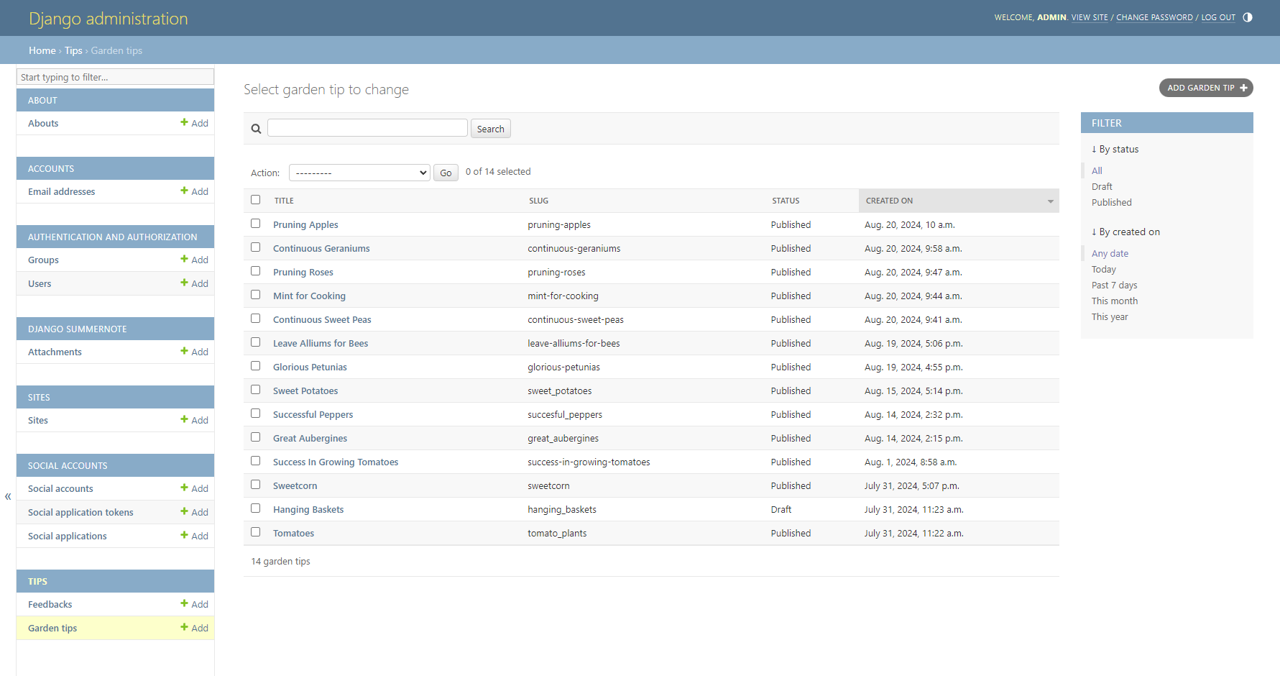 Django administration
WELCOME, ADMIN. VIEW SITE / CHANGE PASSWORD / LOG OUT
Home › Tips › Garden tips
Start typing to filter...
ABOUT
Abouts + Add
ACCOUNTS
Email addresses + Add
AUTHENTICATION AND AUTHORIZATION
Groups + Add
Users + Add
DJANGO SUMMERNOTE
Attachments + Add
SITES
Sites + Add
SOCIAL ACCOUNTS
Social accounts + Add
Social application tokens + Add
Social applications + Add
TIPS
Feedbacks + Add
Garden tips + Add
«
Select garden tip to change
ADD GARDEN TIP +
Search
Action: --------- Go 0 of 14 selected
TITLE SLUG STATUS CREATED ON
Pruning Apples pruning-apples Published Aug. 20, 2024, 10 a.m.
Continuous Geraniums continuous-geraniums Published Aug. 20, 2024, 9:58 a.m.
Pruning Roses pruning-roses Published Aug. 20, 2024, 9:47 a.m.
Mint for Cooking mint-for-cooking Published Aug. 20, 2024, 9:44 a.m.
Continuous Sweet Peas continuous-sweet-peas Published Aug. 20, 2024, 9:41 a.m.
Leave Alliums for Bees leave-alliums-for-bees Published Aug. 19, 2024, 5:06 p.m.
Glorious Petunias glorious-petunias Published Aug. 19, 2024, 4:55 p.m.
Sweet Potatoes sweet_potatoes Published Aug. 15, 2024, 5:14 p.m.
Successful Peppers succesful_peppers Published Aug. 14, 2024, 2:32 p.m.
Great Aubergines great_aubergines Published Aug. 14, 2024, 2:15 p.m.
Success In Growing Tomatoes success-in-growing-tomatoes Published Aug. 1, 2024, 8:58 a.m.
Sweetcorn sweetcorn Published July 31, 2024, 5:07 p.m.
Hanging Baskets hanging_baskets Draft July 31, 2024, 11:23 a.m.
Tomatoes tomato_plants Published July 31, 2024, 11:22 a.m.
14 garden tips
FILTER
↓ By status
All
Draft
Published
↓ By created on
Any date
Today
Past 7 days
This month
This year